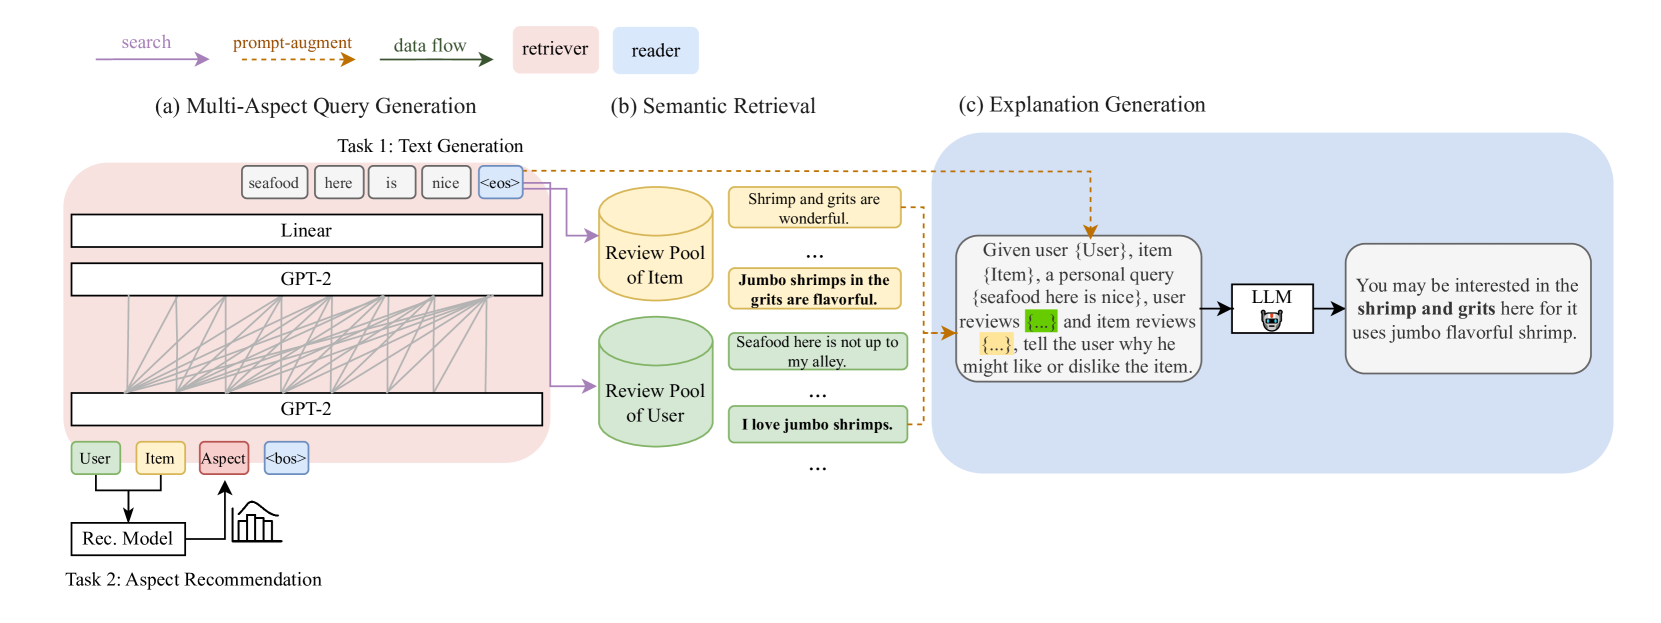 search
prompt-augment
data flow
retriever
reader
(a) Multi-Aspect Query Generation
(b) Semantic Retrieval
(c) Explanation Generation
Task 1: Text Generation
seafood
here
is
nice
<eos>
Linear
GPT-2
GPT-2
User
Item
Aspect
<bos>
Rec. Model
Task 2: Aspect Recommendation
Review Pool
of Item
Review Pool
of User
Shrimp and grits are
wonderful.
...
Jumbo shrimps in the
grits are flavorful.
Seafood here is not up to
my alley.
...
I love jumbo shrimps.
...
Given user {User}, item
{Item}, a personal query
{seafood here is nice}, user
reviews {...} and item reviews
{...}, tell the user why he
might like or dislike the item.
LLM
You may be interested in the
shrimp and grits here for it
uses jumbo flavorful shrimp.